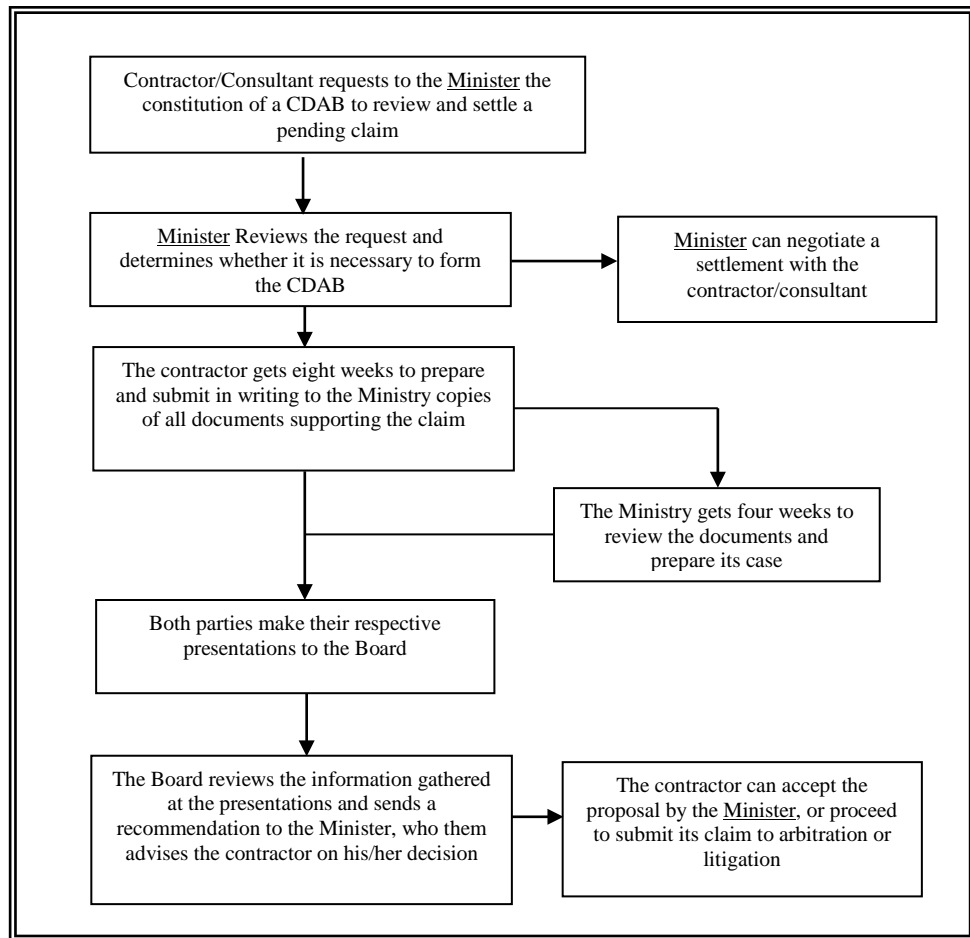 Contractor/Consultant requests to the Minister the
constitution of a CDAB to review and settle a
pending claim
Minister Reviews the request and
determines whether it is necessary to form
the CDAB
Minister can negotiate a
settlement with the
contractor/consultant
The contractor gets eight weeks to prepare
and submit in writing to the Ministry copies
of all documents supporting the claim
The Ministry gets four weeks to
review the documents and
prepare its case
Both parties make their respective
presentations to the Board
The Board reviews the information gathered
at the presentations and sends a
recommendation to the Minister, who them
advises the contractor on his/her decision
The contractor can accept the
proposal by the Minister, or proceed
to submit its claim to arbitration or
litigation